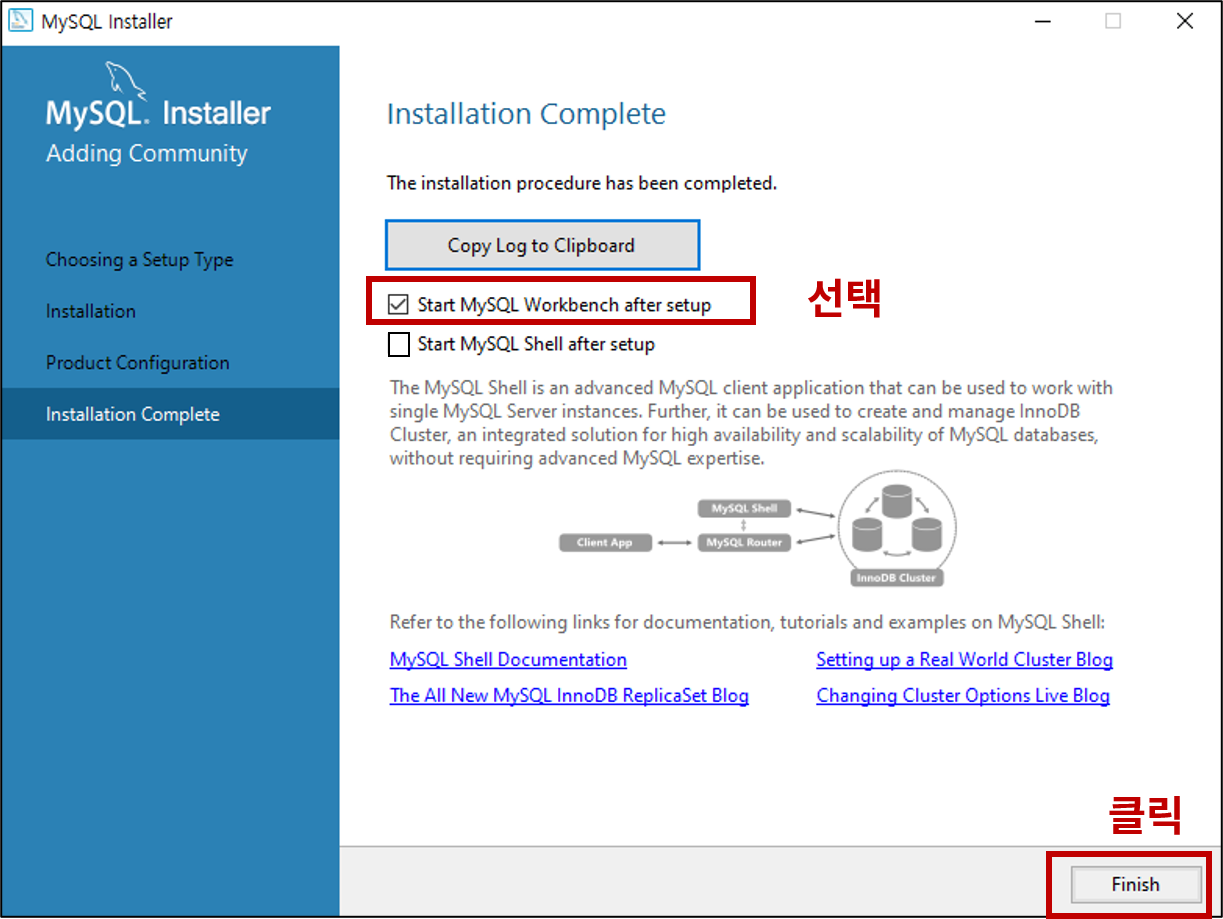 MySQL Installer
MySQL. Installer
Adding Community
Choosing a Setup Type
Installation
Product Configuration
Installation Complete
Installation Complete
The installation procedure has been completed.
Copy Log to Clipboard
Start MySQL Workbench after setup
선택
Start MySQL Shell after setup
The MySQL Shell is an advanced MySQL client application that can be used to work with
single MySQL Server instances. Further, it can be used to create and manage InnoDB
Cluster, an integrated solution for high availability and scalability of MySQL databases,
without requiring advanced MySQL expertise.
MySQL Shell
Client App
MySQL Router
InnoDB Cluster
Refer to the following links for documentation, tutorials and examples on MySQL Shell:
MySQL Shell Documentation
Setting up a Real World Cluster Blog
The All New MySQL InnoDB ReplicaSet Blog
Changing Cluster Options Live Blog
클릭
Finish